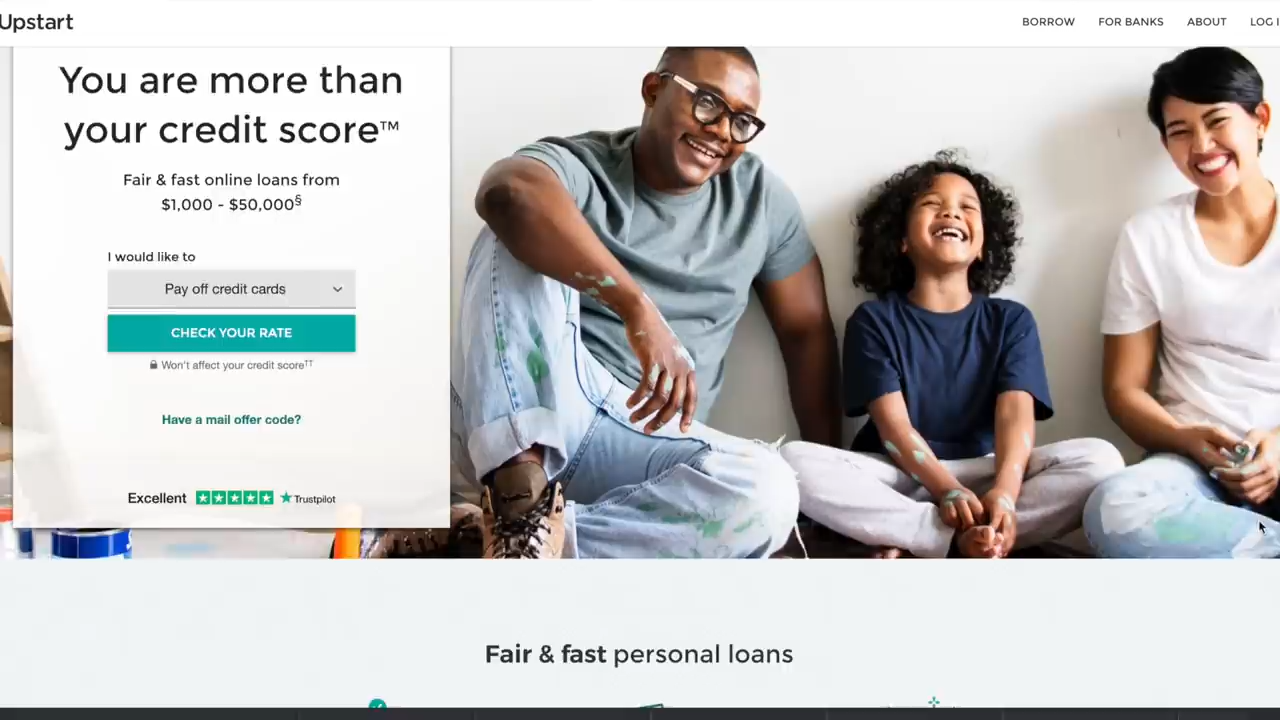 Upstart
BORROW FOR BANKS ABOUT LOG I
You are more than
your credit score™
Fair & fast online loans from
$1,000 - $50,000§
I would like to
Pay off credit cards
CHECK YOUR RATE
Won't affect your credit score††
Have a mail offer code?
Excellent Trustpilot
Fair & fast personal loans